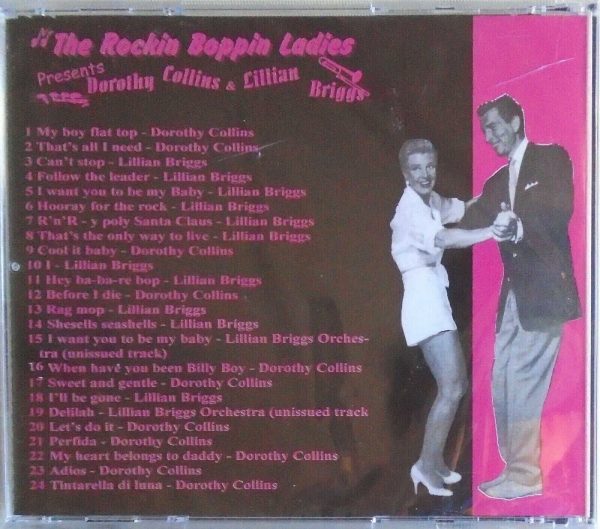 The Rockin Boppin Ladies
Presents
Dorothy Collins & Lillian Briggs
1 My boy flat top - Dorothy Collins
2 That's all I need - Dorothy Collins
3 Can't stop - Lillian Briggs
4 Follow the leader - Lillian Briggs
5 I want you to be my Baby - Lillian Briggs
6 Hooray for the rock - Lillian Briggs
7 R'n'R - y poly Santa Claus - Lillian Briggs
8 That's the only way to live - Lillian Briggs
9 Cool it baby - Dorothy Collins
10 I - Lillian Briggs
11 Hey ba-ba-re bop - Lillian Briggs
12 Before I die - Dorothy Collins
13 Rag mop - Lillian Briggs
14 Shesells seashells - Lillian Briggs
15 I want you to be my baby - Lillian Briggs Orches-
tra (unissued track)
16 When have you been Billy Boy - Dorothy Collins
17 Sweet and gentle - Dorothy Collins
18 I'll be gone - Lillian Briggs
19 Delilah - Lillian Briggs Orchestra (unissued track
20 Let's do it - Dorothy Collins
21 Perfida - Dorothy Collins
22 My heart belongs to daddy - Dorothy Collins
23 Adios - Dorothy Collins
24 Tintarella di luna - Dorothy Collins